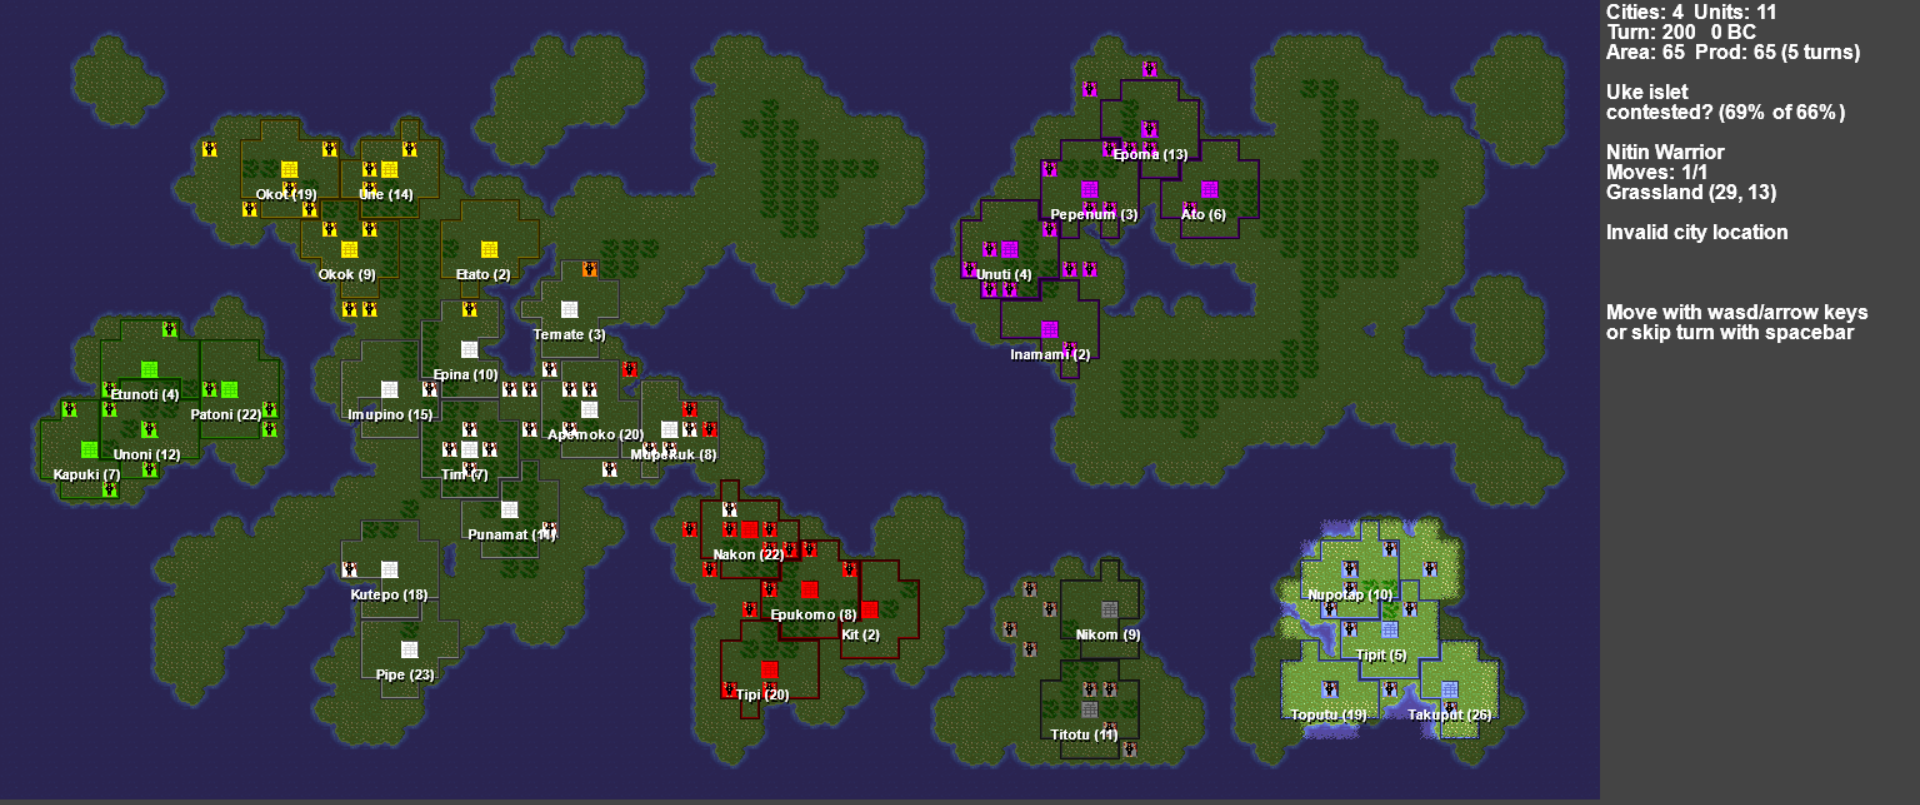 Cities: 4  Units: 11
Turn: 200   0 BC
Area: 65  Prod: 65 (5 turns)
Uke islet
contested? (69% of 66%)
Nitin Warrior
Moves: 1/1
Grassland (29, 13)
Invalid city location
Move with wasd/arrow keys
or skip turn with spacebar
Epoma (13)
Okot (19)
Une (14)
Pepenum (3)
Ato (6)
Okok (9)
Etato (2)
Unuti (4)
Temate (3)
Inamami (2)
Epina (10)
Etunoti (4)
Patoni (22)
Imupino (15)
Apemoko (20)
Unoni (12)
Kapuki (7)
Tim (7)
(8)
Punamat (11)
Nakon (22)
Kutepo (18)
Nupotap (10)
Epukomo (8)
Kit (2)
Nikom (9)
Tipit (5)
Pipe (23)
Tipi (20)
Toputu (19)
Takuput (26)
Titotu (11)